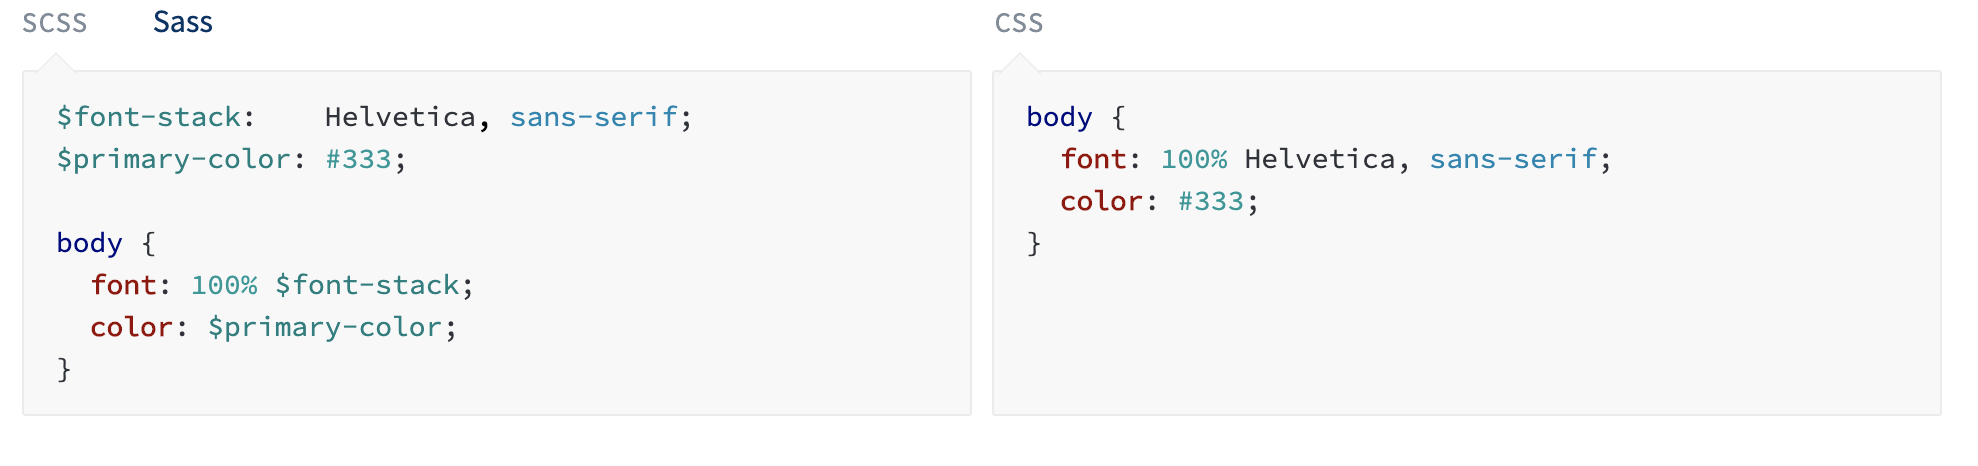 SCSS Sass
$font-stack:    Helvetica, sans-serif;
$primary-color: #333;

body {
  font: 100% $font-stack;
  color: $primary-color;
}
CSS
body {
  font: 100% Helvetica, sans-serif;
  color: #333;
}